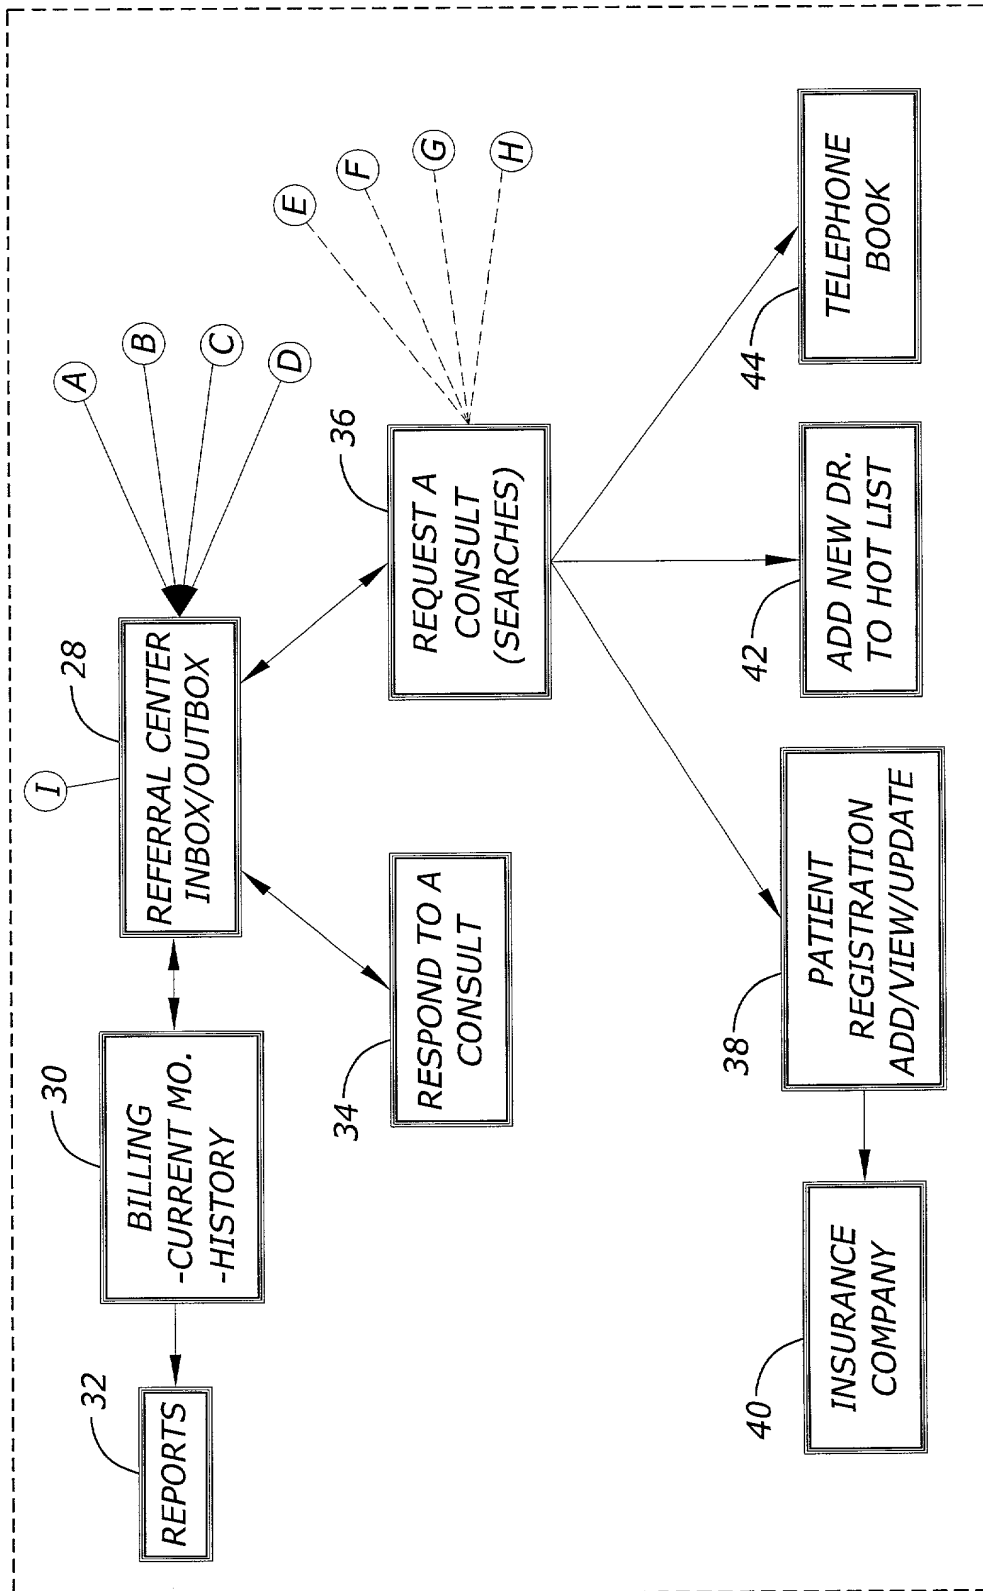 I
A
B
C
D
28
REFERRAL CENTER
INBOX/OUTBOX
30
BILLING
-CURRENT MO.
-HISTORY
32
REPORTS
E
F
G
H
34
RESPOND TO A
CONSULT
36
REQUEST A
CONSULT
(SEARCHES)
40
INSURANCE
COMPANY
38
PATIENT
REGISTRATION
ADD/VIEW/UPDATE
42
ADD NEW DR.
TO HOT LIST
44
TELEPHONE
BOOK